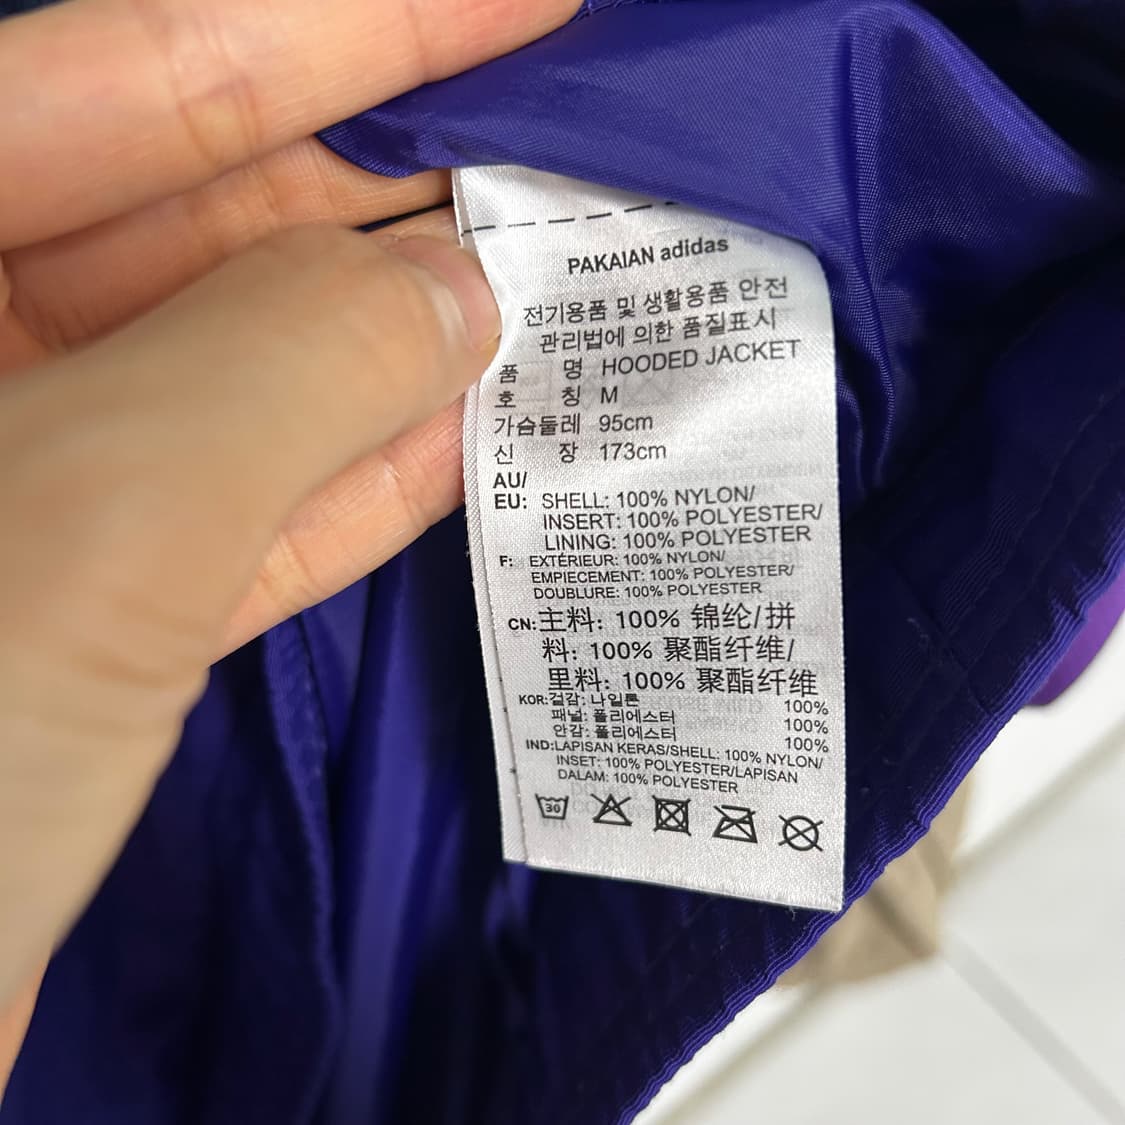 PAKAIAN adidas
전기용품 및 생활용품 안전
관리법에 의한 품질표시
품 명 HOODED JACKET
호 칭 M
가슴둘레 95cm
신 장 173cm
AU/
EU: SHELL: 100% NYLON/
INSERT: 100% POLYESTER/
LINING: 100% POLYESTER
F: EXTÉRIEUR: 100% NYLON/
EMPIECEMENT: 100% POLYESTER/
DOUBLURE: 100% POLYESTER
CN: 主料: 100% 锦纶/拼
料: 100% 聚酯纤维/
里料: 100% 聚酯纤维
KOR: 겉감: 나일론 100%
패널: 폴리에스터 100%
안감: 폴리에스터 100%
IND:LAPISAN KERAS/SHELL: 100% NYLON/
INSET: 100% POLYESTER/LAPISAN
DALAM: 100% POLYESTER
30